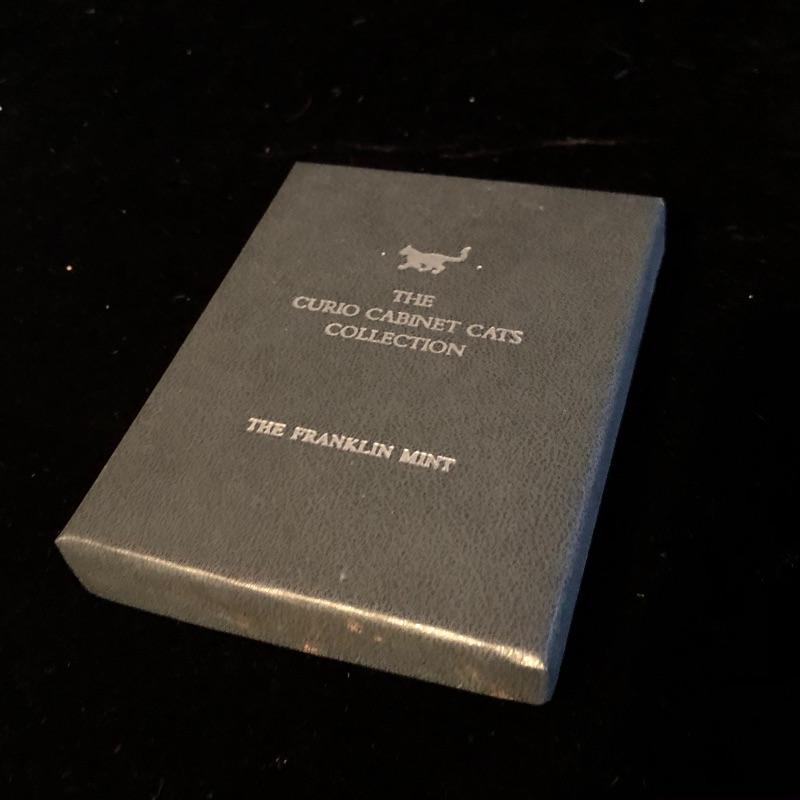 THE
CURIO CABINET CATS
COLLECTION
THE FRANKLIN MINT